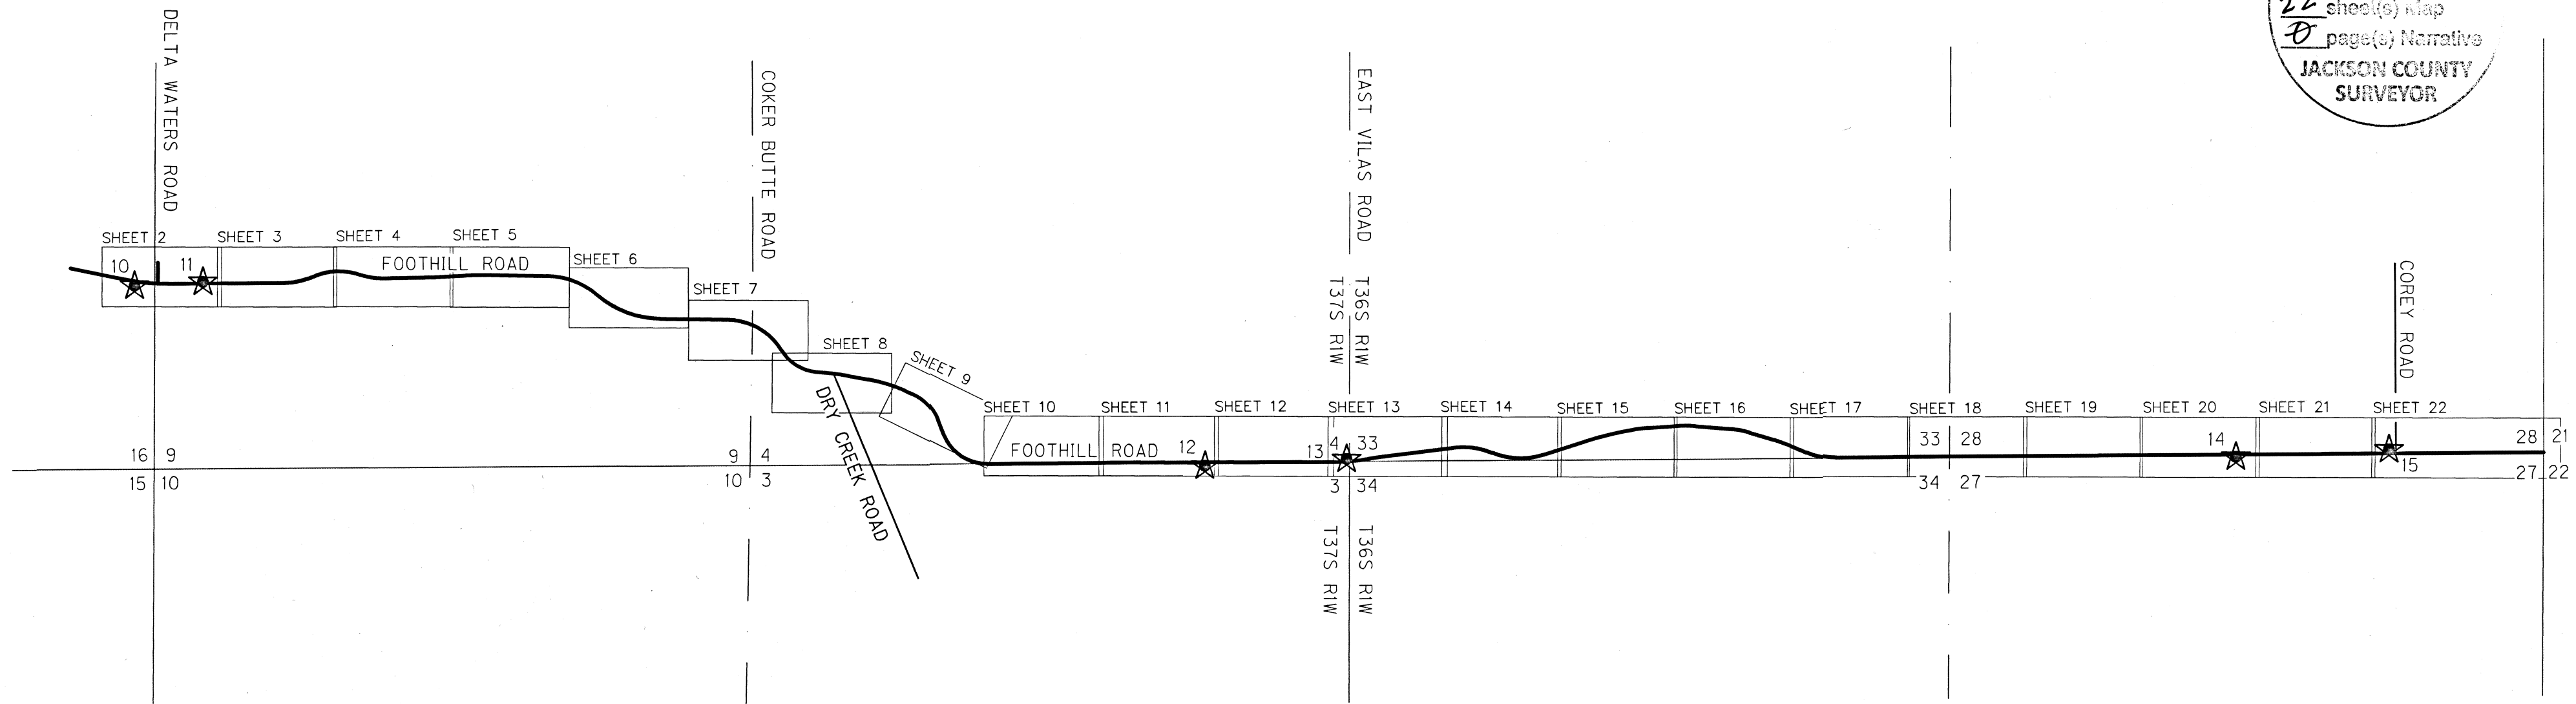 22 sheet(s) Map
0 page(s) Narrative
JACKSON COUNTY
SURVEYOR
DELTA WATERS ROAD
COKER BUTTE ROAD
EAST VILAS ROAD
T36S R1W
T37S R1W
COREY ROAD
SHEET 2
SHEET 3
SHEET 4
SHEET 5
10
11
FOOTHILL ROAD
SHEET 6
SHEET 7
SHEET 8
SHEET 9
DRY CREEK ROAD
SHEET 10
SHEET 11
SHEET 12
SHEET 13
SHEET 14
SHEET 15
SHEET 16
SHEET 17
SHEET 18
SHEET 19
SHEET 20
SHEET 21
SHEET 22
FOOTHILL ROAD
12
13
14
15
16 9
15 10
9 4
10 3
4 33
3 34
33 28
34 27
28 21
27 22
T36S R1W
T37S R1W